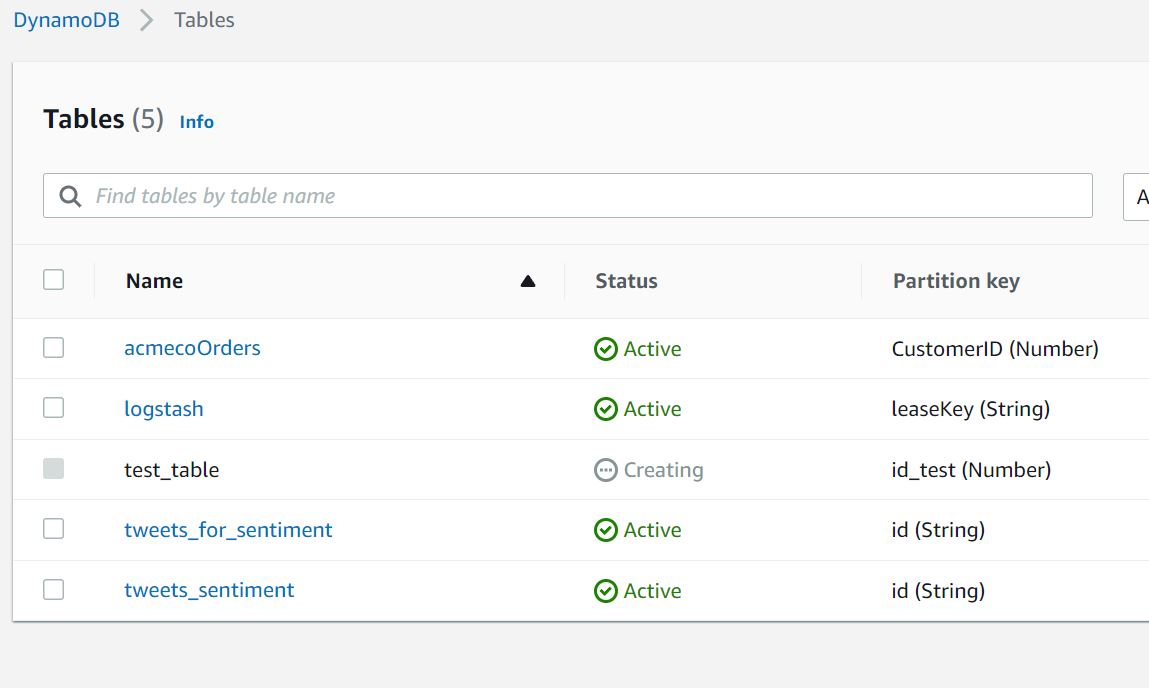 DynamoDB > Tables
Tables (5) Info
Find tables by table name
A
Name Status Partition key
acmecoOrders Active CustomerID (Number)
logstash Active leaseKey (String)
test_table Creating id_test (Number)
tweets_for_sentiment Active id (String)
tweets_sentiment Active id (String)